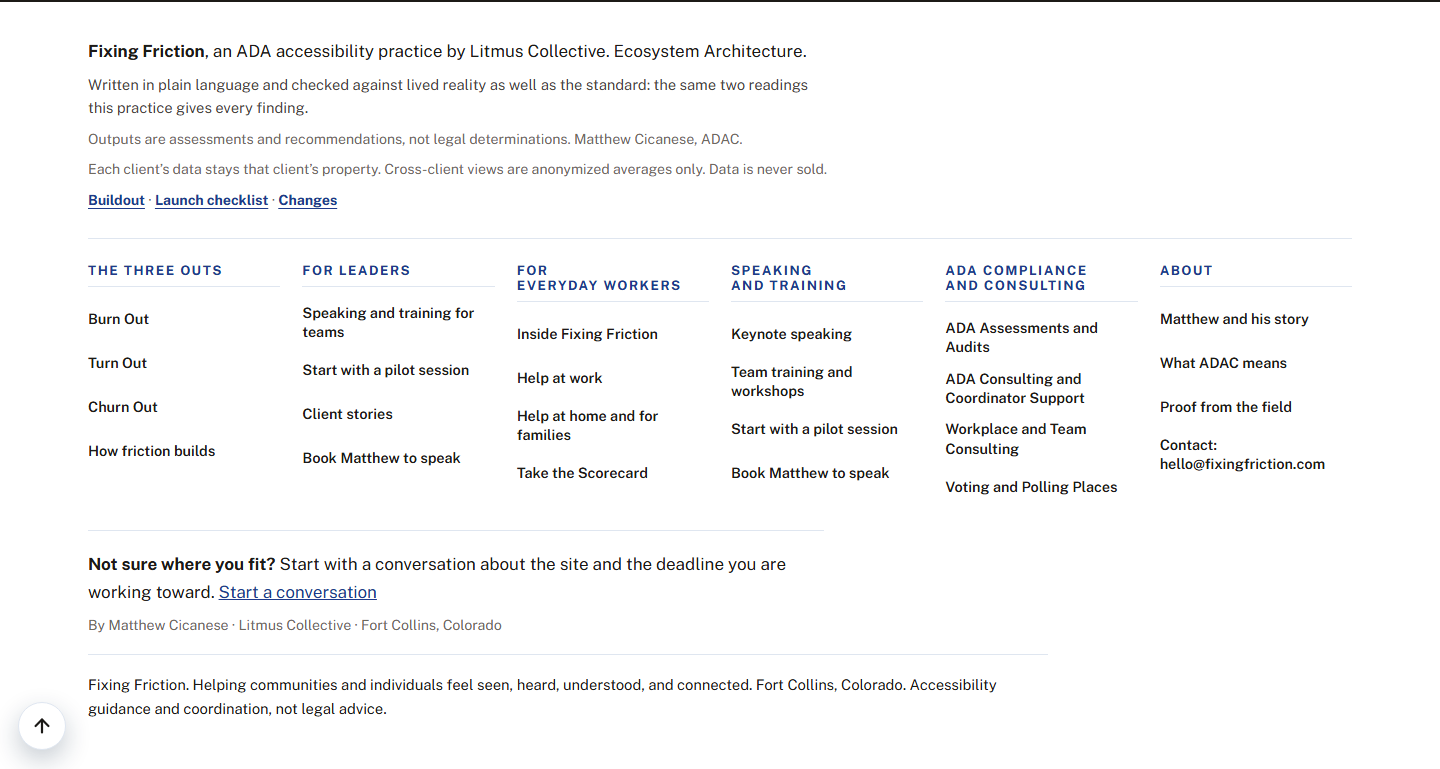 Fixing Friction, an ADA accessibility practice by Litmus Collective. Ecosystem Architecture.
Written in plain language and checked against lived reality as well as the standard: the same two readings
this practice gives every finding.
Outputs are assessments and recommendations, not legal determinations. Matthew Cicanese, ADAC.
Each client’s data stays that client’s property. Cross-client views are anonymized averages only. Data is never sold.
Buildout · Launch checklist · Changes
THE THREE OUTS
Burn Out
Turn Out
Churn Out
How friction builds
FOR LEADERS
Speaking and training for
teams
Start with a pilot session
Client stories
Book Matthew to speak
FOR
EVERYDAY WORKERS
Inside Fixing Friction
Help at work
Help at home and for
families
Take the Scorecard
SPEAKING
AND TRAINING
Keynote speaking
Team training and
workshops
Start with a pilot session
Book Matthew to speak
ADA COMPLIANCE
AND CONSULTING
ADA Assessments and
Audits
ADA Consulting and
Coordinator Support
Workplace and Team
Consulting
Voting and Polling Places
ABOUT
Matthew and his story
What ADAC means
Proof from the field
Contact:
hello@fixingfriction.com
Not sure where you fit? Start with a conversation about the site and the deadline you are
working toward. Start a conversation
By Matthew Cicanese · Litmus Collective · Fort Collins, Colorado
Fixing Friction. Helping communities and individuals feel seen, heard, understood, and connected. Fort Collins, Colorado. Accessibility
guidance and coordination, not legal advice.